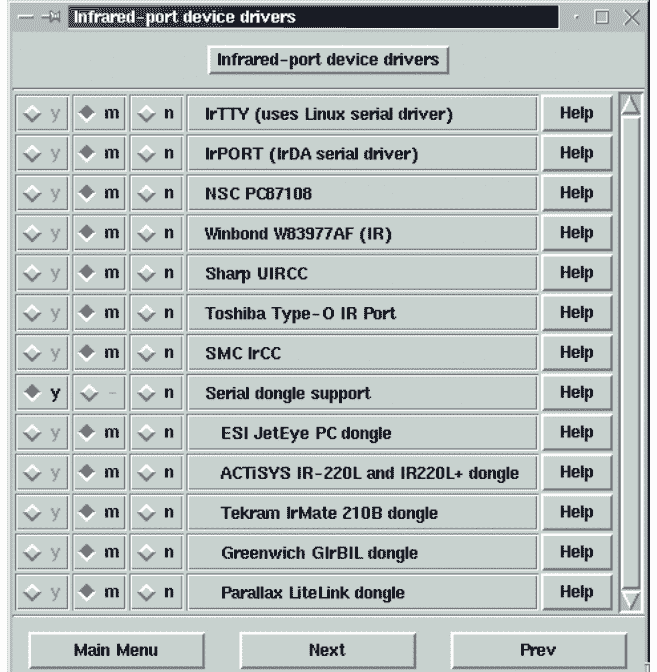 Infrared-port device drivers
Infrared-port device drivers
y m n IrTTY (uses Linux serial driver) Help
y m n IrPORT (IrDA serial driver) Help
y m n NSC PC87108 Help
y m n Winbond W83977AF (IR) Help
y m n Sharp UIRCC Help
y m n Toshiba Type-O IR Port Help
y m n SMC IrCC Help
y - n Serial dongle support Help
y m n ESI JetEye PC dongle Help
y m n ACTiSYS IR-220L and IR220L+ dongle Help
y m n Tekram IrMate 210B dongle Help
y m n Greenwich GIrBIL dongle Help
y m n Parallax LiteLink dongle Help
Main Menu Next Prev